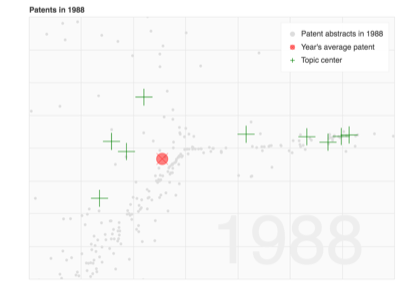 Patents in 1988
Patent abstracts in 1988
Year's average patent
Topic center
1988